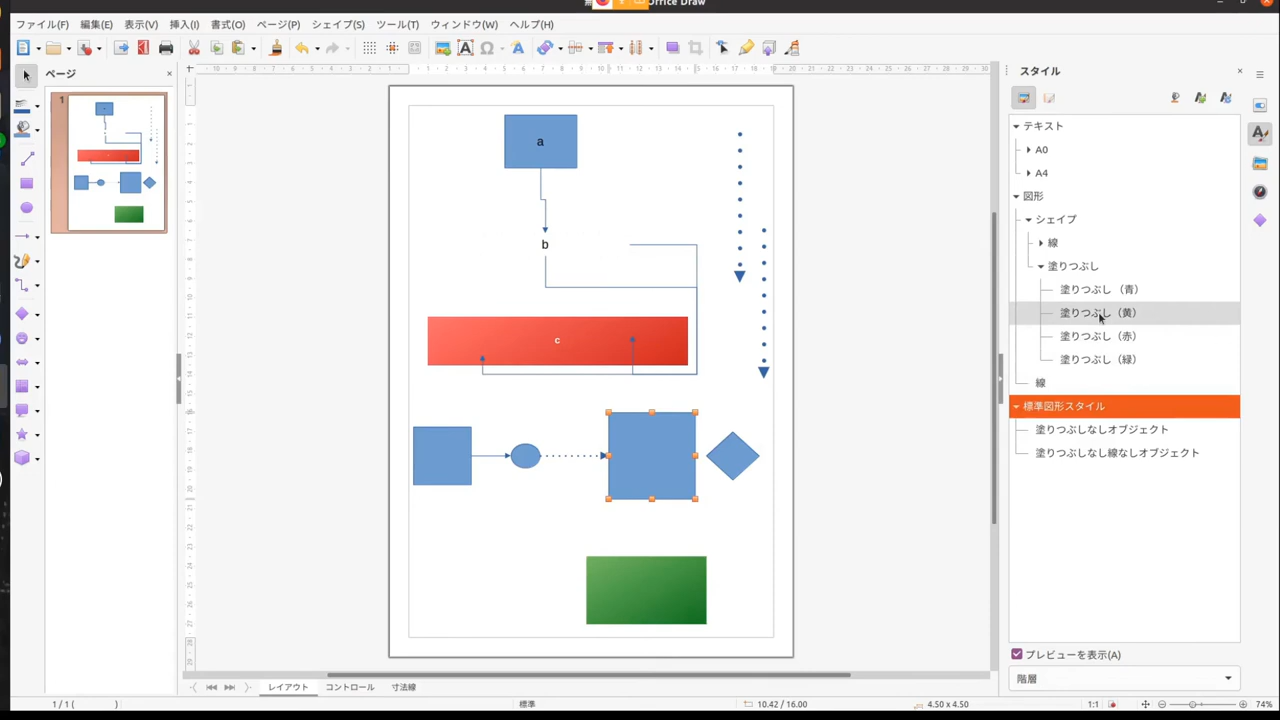 Office Draw
ファイル(F) 編集(E) 表示(V) 挿入(I) 書式(O) ページ(P) シェイプ(S) ツール(T) ウィンドウ(W) ヘルプ(H)
ページ
スタイル
1
テキスト
A0
A4
図形
シェイプ
線
塗りつぶし
塗りつぶし（青）
塗りつぶし（黄）
塗りつぶし（赤）
塗りつぶし（緑）
線
標準図形スタイル
塗りつぶしなしオブジェクト
塗りつぶしなし線なしオブジェクト
a
b
c
プレビューを表示(A)
階層
レイアウト コントロール 寸法線
1 / 1 ( ) 標準 10.42 / 16.00 4.50 x 4.50 1:1 74%